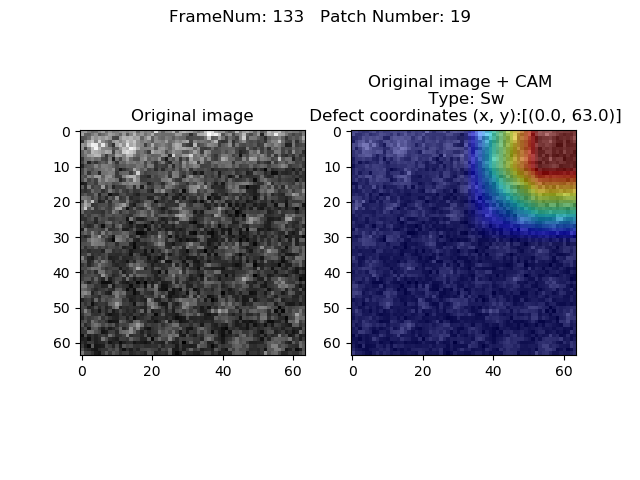 FrameNum: 133   Patch Number: 19
Original image
0
10
20
30
40
50
60
0 20 40 60
Original image + CAM
Type: Sw
Defect coordinates (x, y):[(0.0, 63.0)]
0
10
20
30
40
50
60
0 20 40 60